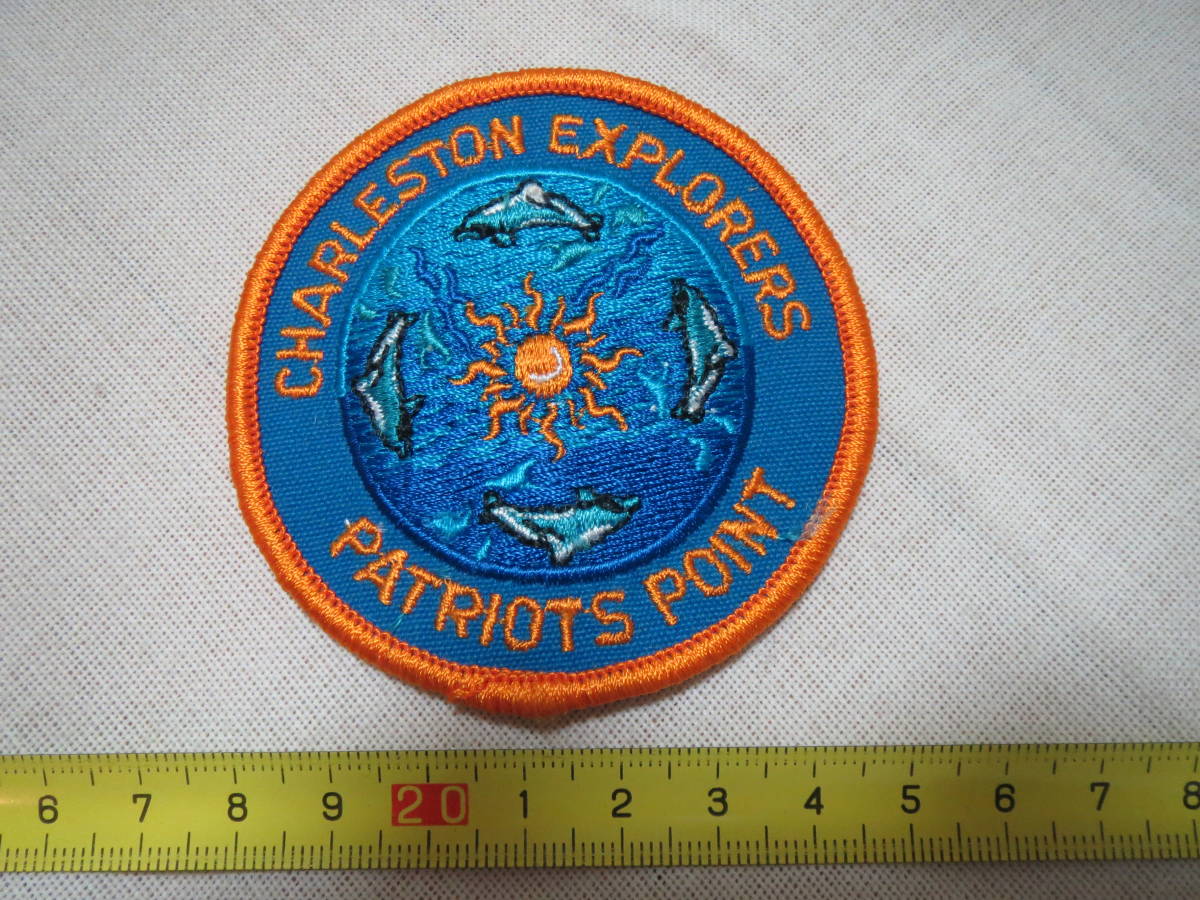 CHARLESTON EXPLORERS
PATRIOTS POINT
6 7 8 9 20 1 2 3 4 5 6 7 8